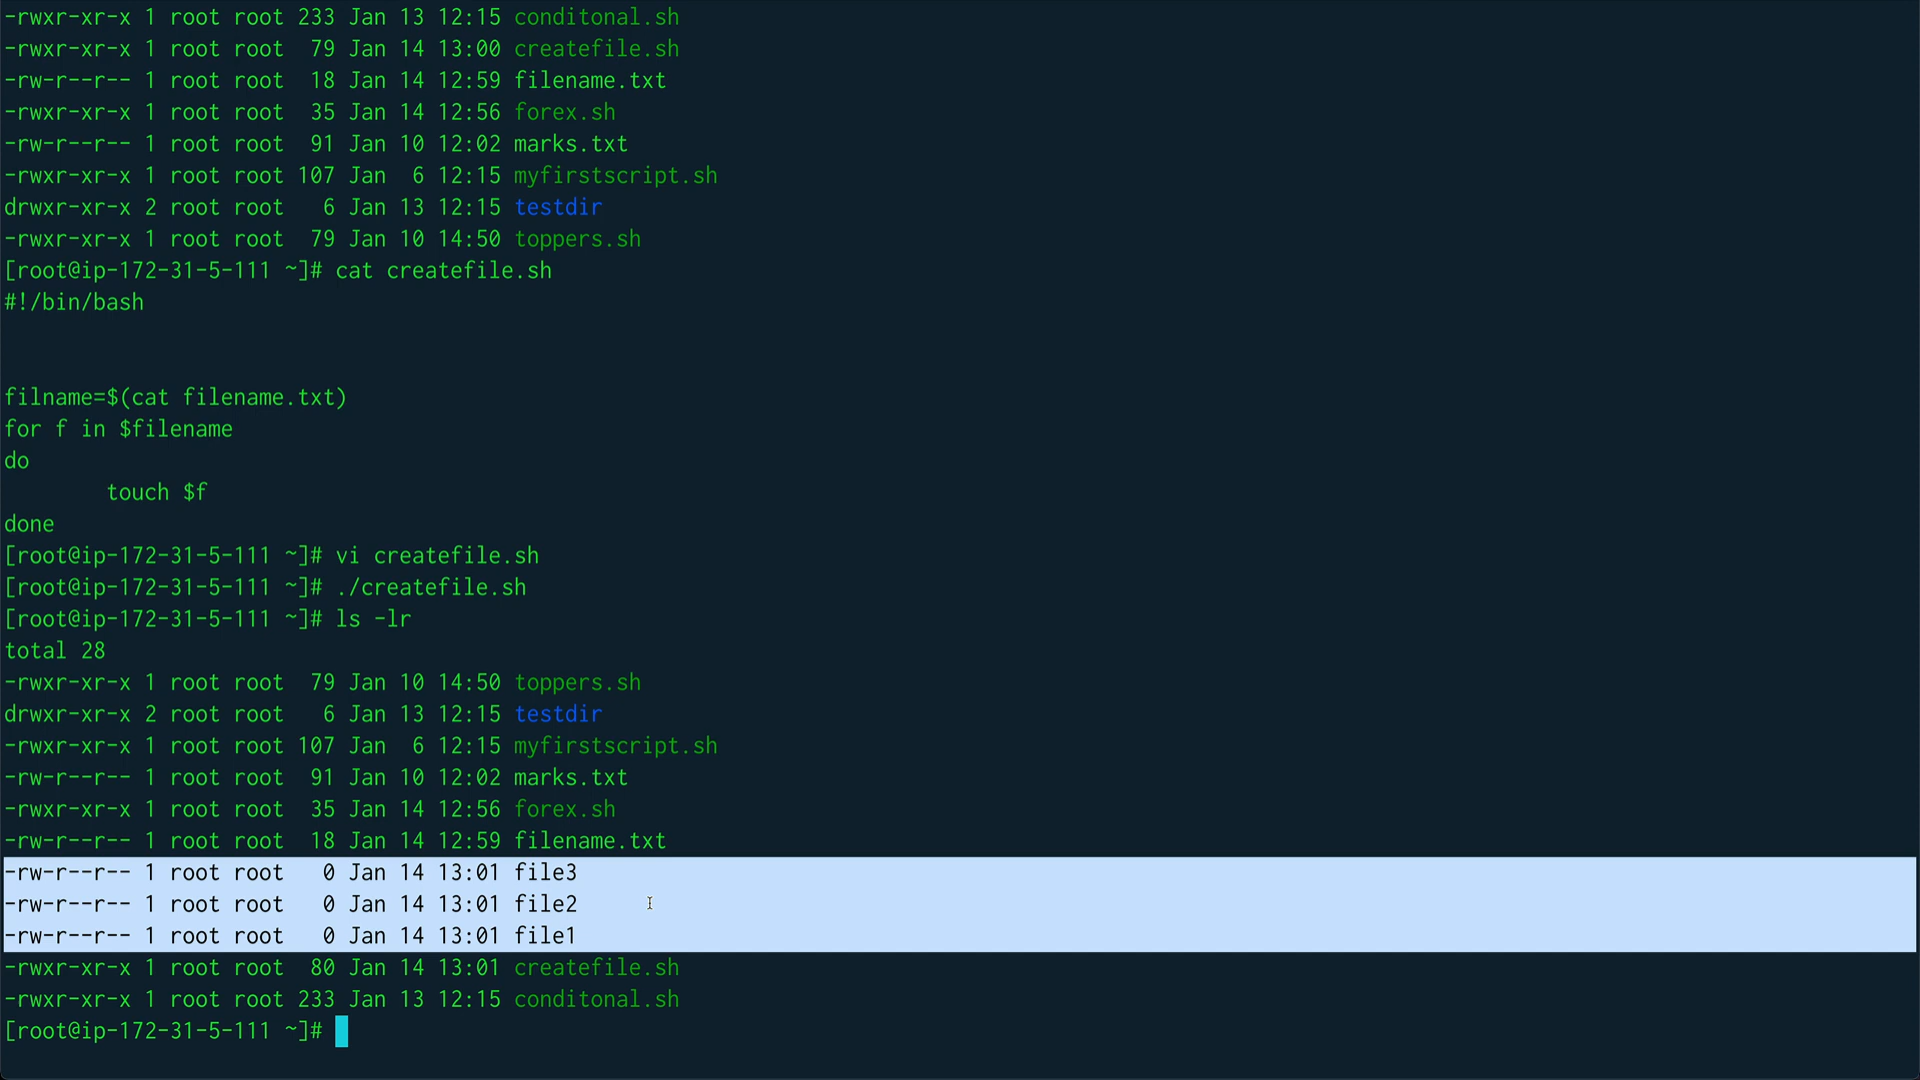 -rwxr-xr-x 1 root root 233 Jan 13 12:15 conditonal.sh
-rwxr-xr-x 1 root root  79 Jan 14 13:00 createfile.sh
-rw-r--r-- 1 root root  18 Jan 14 12:59 filename.txt
-rwxr-xr-x 1 root root  35 Jan 14 12:56 forex.sh
-rw-r--r-- 1 root root  91 Jan 10 12:02 marks.txt
-rwxr-xr-x 1 root root 107 Jan  6 12:15 myfirstscript.sh
drwxr-xr-x 2 root root   6 Jan 13 12:15 testdir
-rwxr-xr-x 1 root root  79 Jan 10 14:50 toppers.sh
[root@ip-172-31-5-111 ~]# cat createfile.sh
#!/bin/bash
filname=$(cat filename.txt)
for f in $filename
do
        touch $f
done
[root@ip-172-31-5-111 ~]# vi createfile.sh
[root@ip-172-31-5-111 ~]# ./createfile.sh
[root@ip-172-31-5-111 ~]# ls -lr
total 28
-rwxr-xr-x 1 root root  79 Jan 10 14:50 toppers.sh
drwxr-xr-x 2 root root   6 Jan 13 12:15 testdir
-rwxr-xr-x 1 root root 107 Jan  6 12:15 myfirstscript.sh
-rw-r--r-- 1 root root  91 Jan 10 12:02 marks.txt
-rwxr-xr-x 1 root root  35 Jan 14 12:56 forex.sh
-rw-r--r-- 1 root root  18 Jan 14 12:59 filename.txt
-rw-r--r-- 1 root root   0 Jan 14 13:01 file3
-rw-r--r-- 1 root root   0 Jan 14 13:01 file2
-rw-r--r-- 1 root root   0 Jan 14 13:01 file1
-rwxr-xr-x 1 root root  80 Jan 14 13:01 createfile.sh
-rwxr-xr-x 1 root root 233 Jan 13 12:15 conditonal.sh
[root@ip-172-31-5-111 ~]#